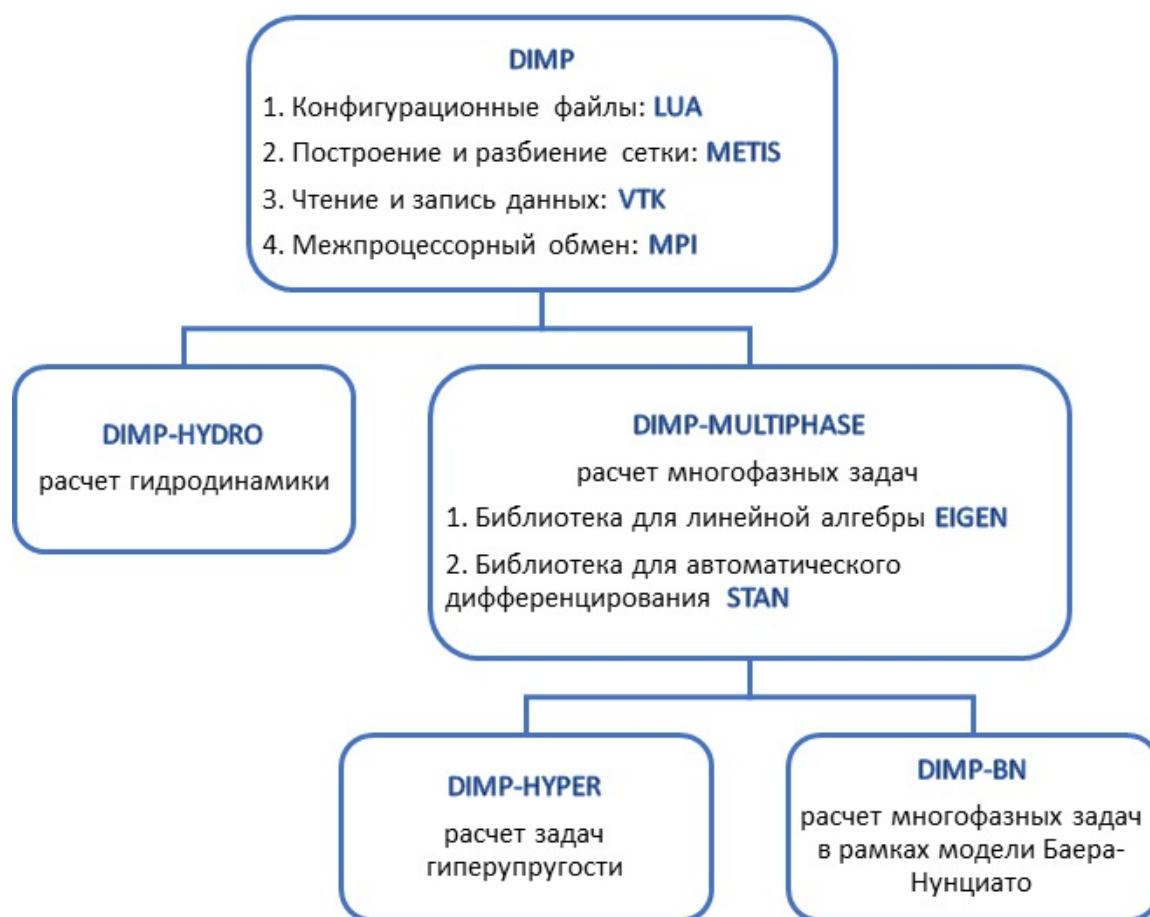 DIMP
1. Конфигурационные файлы: LUA
2. Построение и разбиение сетки: METIS
3. Чтение и запись данных: VTK
4. Межпроцессорный обмен: MPI
DIMP-HYDRO
расчет гидродинамики
DIMP-MULTIPHASE
расчет многофазных задач
1. Библиотека для линейной алгебры EIGEN
2. Библиотека для автоматического
дифференцирования STAN
DIMP-HYPER
расчет задач
гиперупругости
DIMP-BN
расчет многофазных задач
в рамках модели Баера-
Нунциато